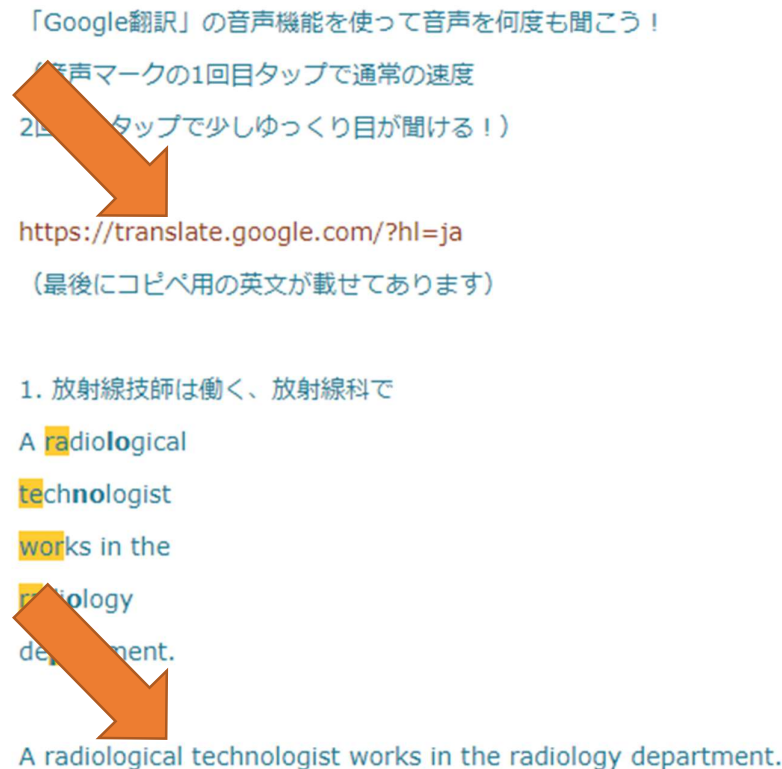 「Google翻訳」の音声機能を使って音声を何度も聞こう！
音声マークの1回目タップで通常の速度
2回 タップで少しゆっくり目が聞ける！）
https://translate.google.com/?hl=ja
（最後にコピペ用の英文が載せてあります）
1. 放射線技師は働く、放射線科で
A radiological
technologist
works in the
radiology
department.
A radiological technologist works in the radiology department.